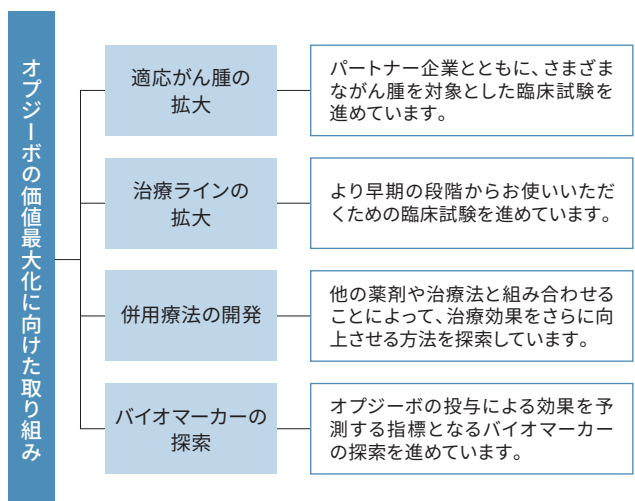 オプジーボの価値最大化に向けた取り組み
適応がん腫の
拡大
パートナー企業とともに、さまざま
ながん腫を対象とした臨床試験を
進めています。
治療ラインの
拡大
より早期の段階からお使いいただ
くための臨床試験を進めています。
併用療法の開発
他の薬剤や治療法と組み合わせる
ことによって、治療効果をさらに向
上させる方法を探索しています。
バイオマーカーの
探索
オプジーボの投与による効果を予
測する指標となるバイオマーカー
の探索を進めています。